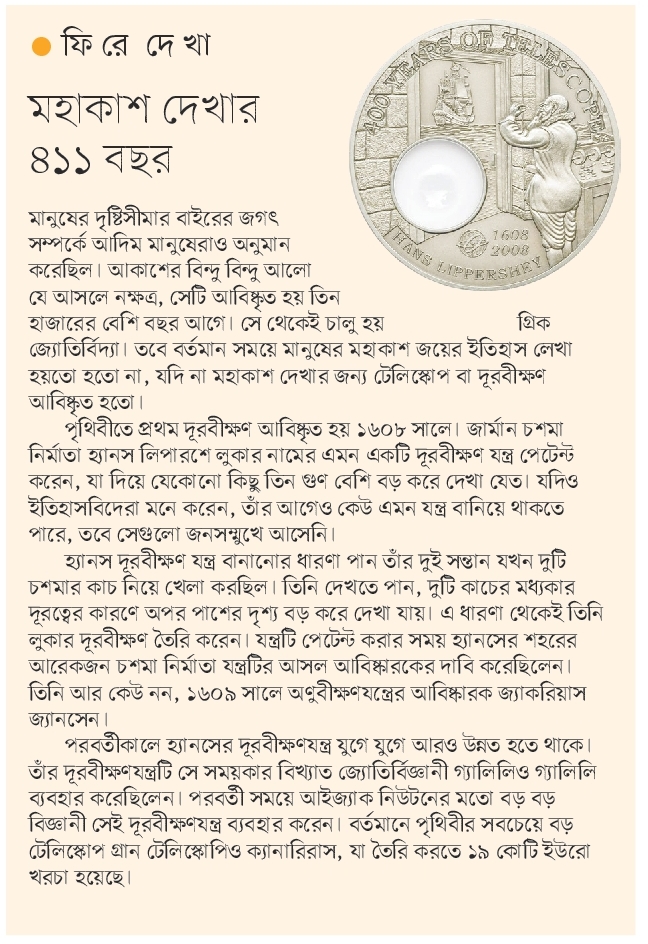 ফি রে দে খা
মহাকাশ দেখার
৪১১ বছর
400 YEARS OF TELESCOPE
1608
2008
HANS LIPPERSHEY
মানুষের দৃষ্টিসীমার বাইরের জগৎ
সম্পর্কে আদিম মানুষেরাও অনুমান
করেছিল। আকাশের বিন্দু বিন্দু আলো
যে আসলে নক্ষত্র, সেটি আবিষ্কৃত হয় তিন
হাজারের বেশি বছর আগে। সে থেকেই চালু হয় গ্রিক
জ্যোতির্বিদ্যা। তবে বর্তমান সময়ে মানুষের মহাকাশ জয়ের ইতিহাস লেখা
হয়তো হতো না, যদি না মহাকাশ দেখার জন্য টেলিস্কোপ বা দূরবীক্ষণ
আবিষ্কৃত হতো।
পৃথিবীতে প্রথম দূরবীক্ষণ আবিষ্কৃত হয় ১৬০৮ সালে। জার্মান চশমা
নির্মাতা হ্যানস লিপারশে লুকার নামের এমন একটি দূরবীক্ষণ যন্ত্র পেটেন্ট
করেন, যা দিয়ে যেকোনো কিছু তিন গুণ বেশি বড় করে দেখা যেত। যদিও
ইতিহাসবিদেরা মনে করেন, তাঁর আগেও কেউ এমন যন্ত্র বানিয়ে থাকতে
পারে, তবে সেগুলো জনসম্মুখে আসেনি।
হ্যানস দূরবীক্ষণ যন্ত্র বানানোর ধারণা পান তাঁর দুই সন্তান যখন দুটি
চশমার কাচ নিয়ে খেলা করছিল। তিনি দেখতে পান, দুটি কাচের মধ্যকার
দূরত্বের কারণে অপর পাশের দৃশ্য বড় করে দেখা যায়। এ ধারণা থেকেই তিনি
লুকার দূরবীক্ষণ তৈরি করেন। যন্ত্রটি পেটেন্ট করার সময় হ্যানসের শহরের
আরেকজন চশমা নির্মাতা যন্ত্রটির আসল আবিষ্কারকের দাবি করেছিলেন।
তিনি আর কেউ নন, ১৬০৯ সালে অণুবীক্ষণযন্ত্রের আবিষ্কারক জ্যাকরিয়াস
জ্যানসেন।
পরবর্তীকালে হ্যানসের দূরবীক্ষণযন্ত্র যুগে যুগে আরও উন্নত হতে থাকে।
তাঁর দূরবীক্ষণযন্ত্রটি সে সময়কার বিখ্যাত জ্যোতির্বিজ্ঞানী গ্যালিলিও গ্যালিলি
ব্যবহার করেছিলেন। পরবর্তী সময়ে আইজ্যাক নিউটনের মতো বড় বড়
বিজ্ঞানী সেই দূরবীক্ষণযন্ত্র ব্যবহার করেন। বর্তমানে পৃথিবীর সবচেয়ে বড়
টেলিস্কোপ গ্রান টেলিস্কোপিও ক্যানারিরাস, যা তৈরি করতে ১৯ কোটি ইউরো
খরচা হয়েছে।